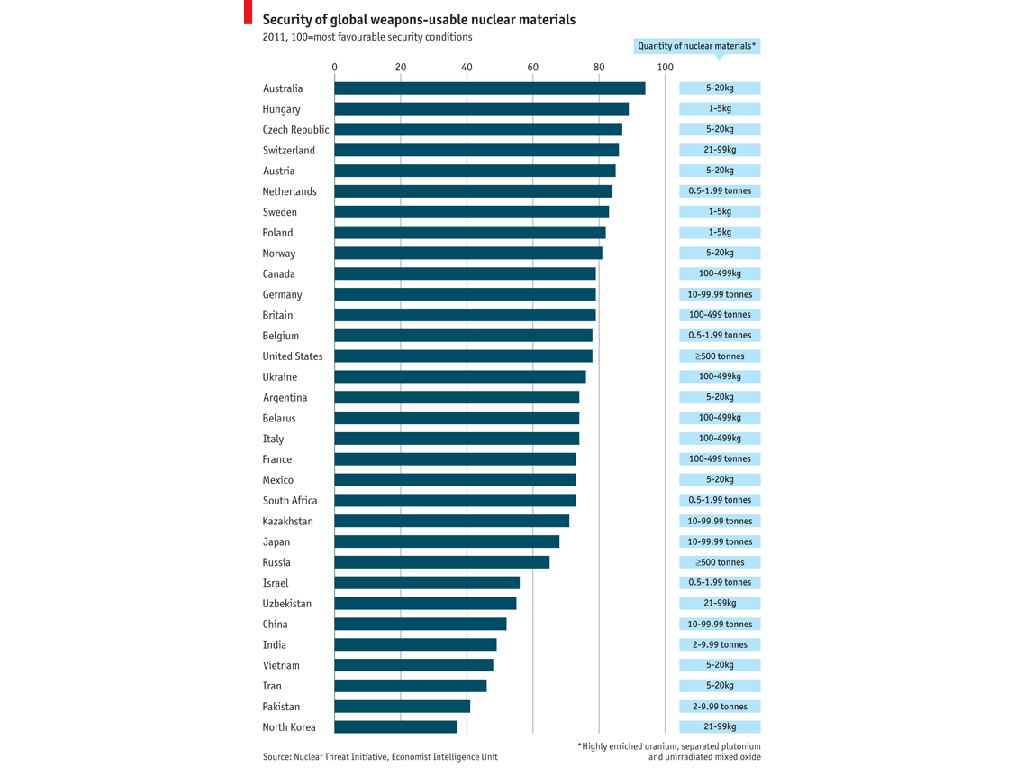 Security of global weapons-usable nuclear materials
2011, 100=most favourable security conditions
Quantity of nuclear materials*
0 20 40 60 80 100
Australia 5-20kg
Hungary 1-5kg
Czech Republic 5-20kg
Switzerland 21-99kg
Austria 5-20kg
Netherlands 0.5-1.99 tonnes
Sweden 1-5kg
Poland 1-5kg
Norway 5-20kg
Canada 100-499kg
Germany 10-99.99 tonnes
Britain 100-499 tonnes
Belgium 0.5-1.99 tonnes
United States ≥500 tonnes
Ukraine 100-499kg
Argentina 5-20kg
Belarus 100-499kg
Italy 100-499kg
France 100-499 tonnes
Mexico 5-20kg
South Africa 0.5-1.99 tonnes
Kazakhstan 10-99.99 tonnes
Japan 10-99.99 tonnes
Russia ≥500 tonnes
Israel 0.5-1.99 tonnes
Uzbekistan 21-99kg
China 10-99.99 tonnes
India 2-9.99 tonnes
Vietnam 5-20kg
Iran 5-20kg
Pakistan 2-9.99 tonnes
North Korea 21-99kg
*Highly enriched uranium, separated plutonium
and unirradiated mixed oxide
Source: Nuclear Threat Initiative, Economist Intelligence Unit